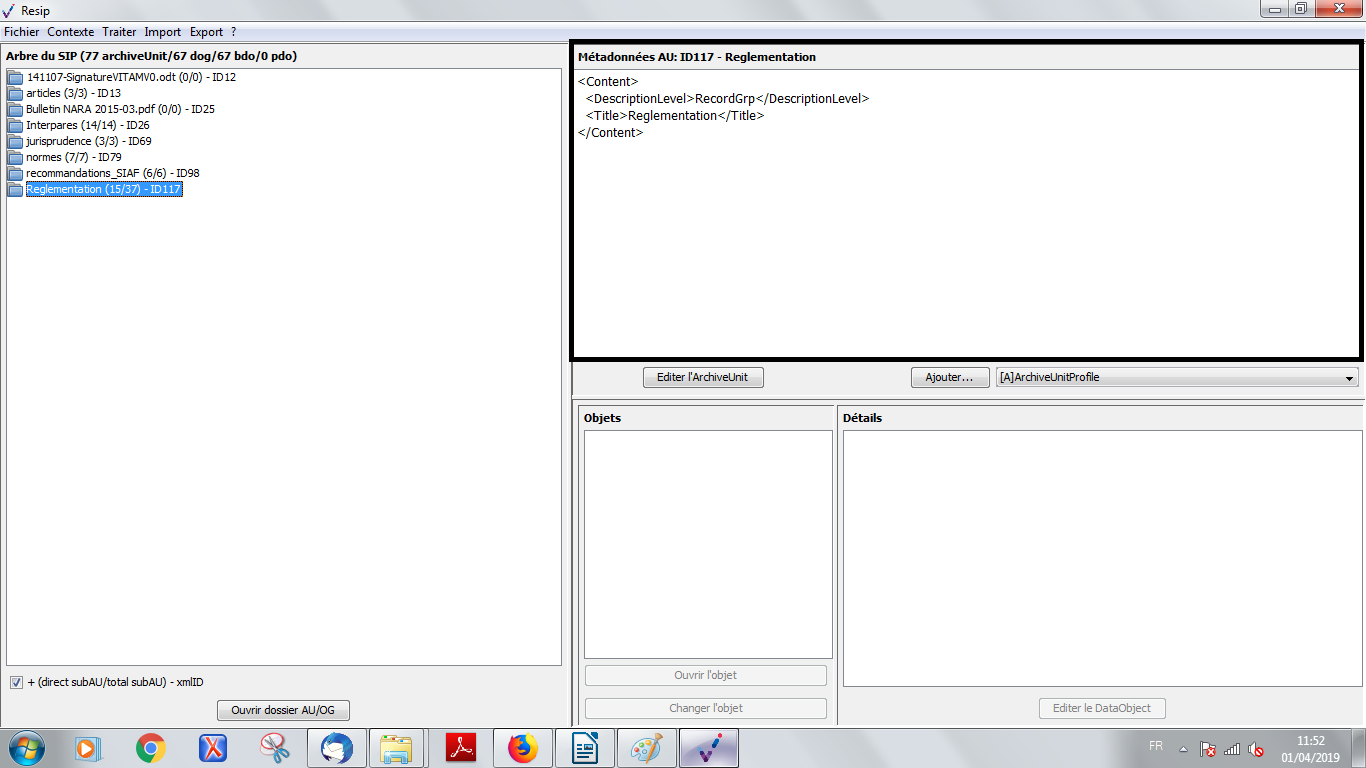 Resip
Fichier Contexte Traiter Import Export ?
Arbre du SIP (77 archiveUnit/67 dog/67 bdo/0 pdo)
141107-SignatureVITAMV0.odt (0/0) - ID12
articles (3/3) - ID13
Bulletin NARA 2015-03.pdf (0/0) - ID25
Interpares (14/14) - ID26
jurisprudence (3/3) - ID69
normes (7/7) - ID79
recommandations_SIAF (6/6) - ID98
Reglementation (15/37) - ID117
+ (direct subAU/total subAU) - xmlID
Ouvrir dossier AU/OG
Métadonnées AU: ID117 - Reglementation
<Content>
<DescriptionLevel>RecordGrp</DescriptionLevel>
<Title>Reglementation</Title>
</Content>
Editer l'ArchiveUnit
Ajouter...
[A]ArchiveUnitProfile
Objets
Ouvrir l'objet
Changer l'objet
Détails
Editer le DataObject
FR
11:52
01/04/2019